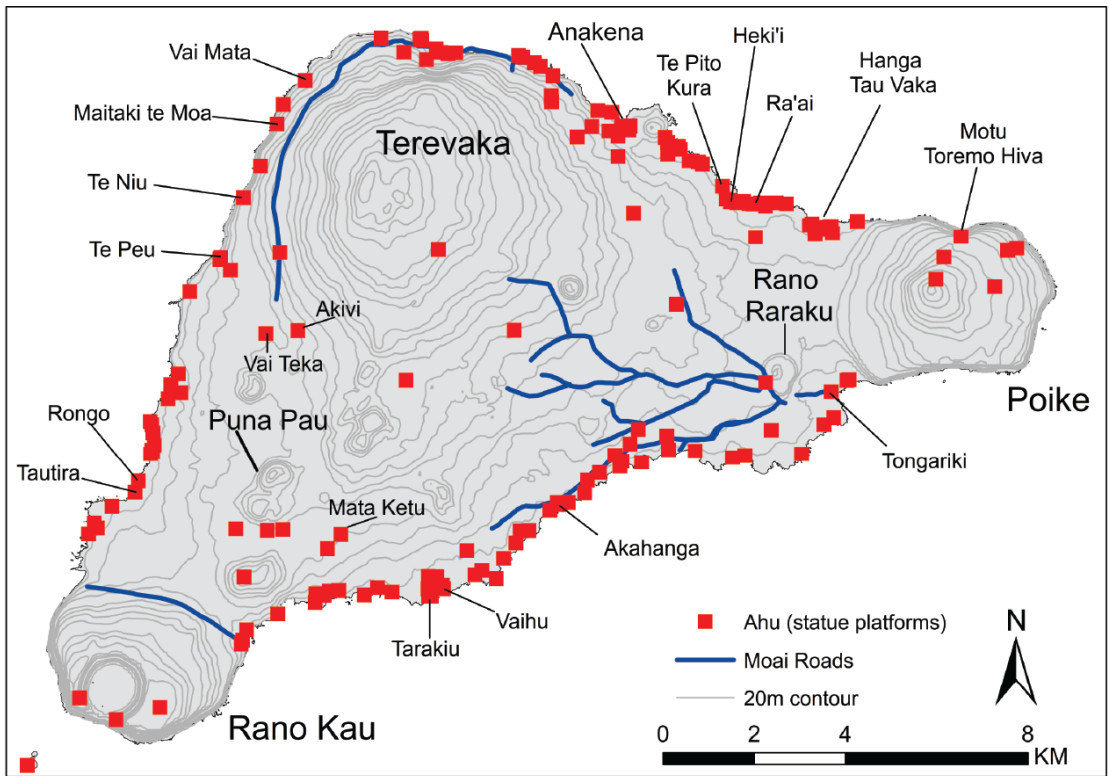 Vai Mata
Maitaki te Moa
Te Niu
Te Peu
Anakena
Te Pito
Kura
Heki'i
Ra'ai
Hanga
Tau Vaka
Motu
Toremo Hiva
Terevaka
Rano
Raraku
Akivi
Vai Teka
Puna Pau
Rongo
Tautira
Mata Ketu
Poike
Tongariki
Akahanga
Vaihu
Tarakiu
Rano Kau
Ahu (statue platforms)
Moai Roads
20m contour
N
0 2 4 8
KM